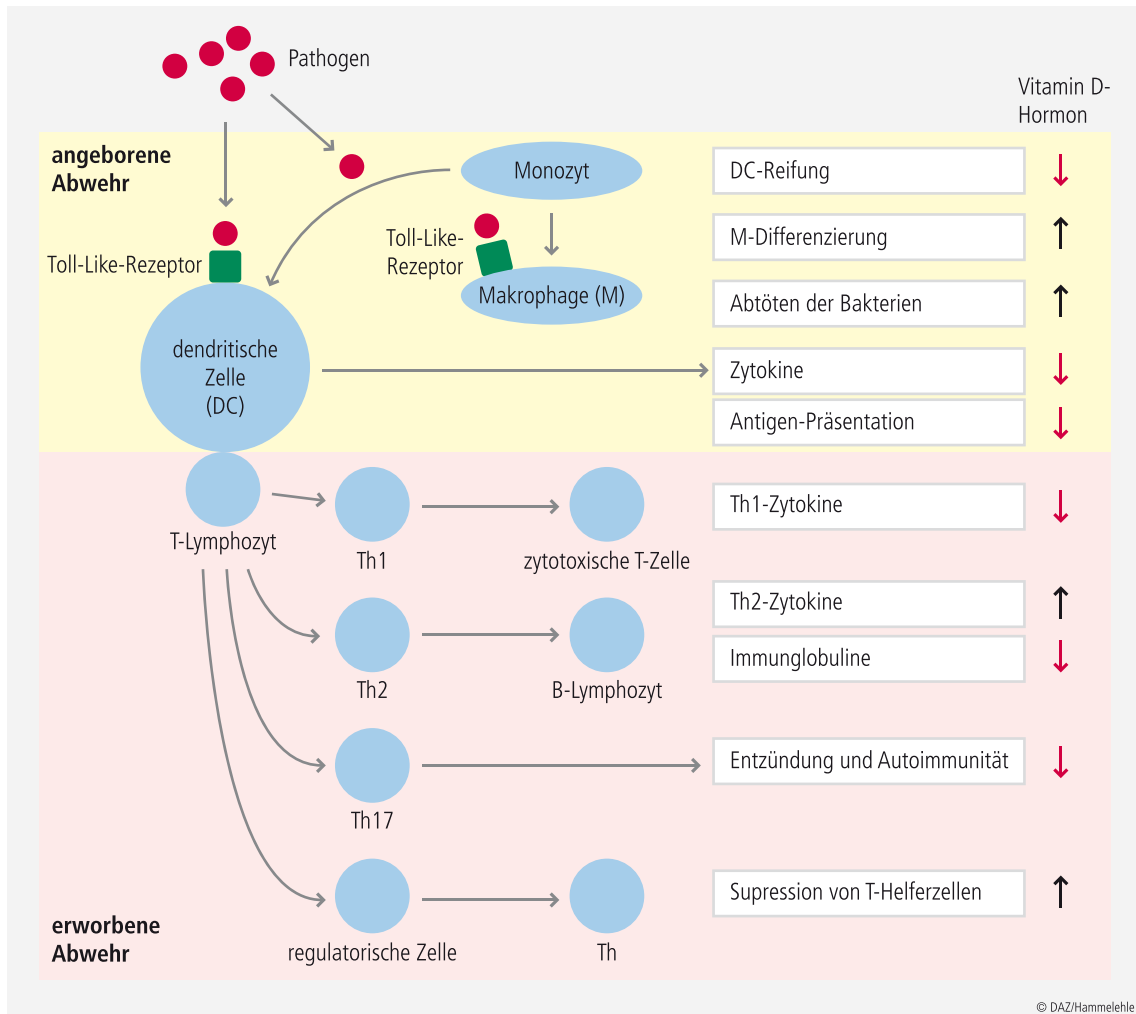 Pathogen
Vitamin D-
Hormon
angeborene
Abwehr
Monozyt
DC-Reifung
Toll-Like-
Rezeptor
M-Differenzierung
Toll-Like-Rezeptor
Makrophage (M)
Abtöten der Bakterien
dendritische
Zelle
(DC)
Zytokine
Antigen-Präsentation
T-Lymphozyt
Th1
zytotoxische T-Zelle
Th1-Zytokine
Th2
B-Lymphozyt
Th2-Zytokine
Immunglobuline
Th17
Entzündung und Autoimmunität
regulatorische Zelle
Th
Supression von T-Helferzellen
erworbene
Abwehr
© DAZ/Hammelehle